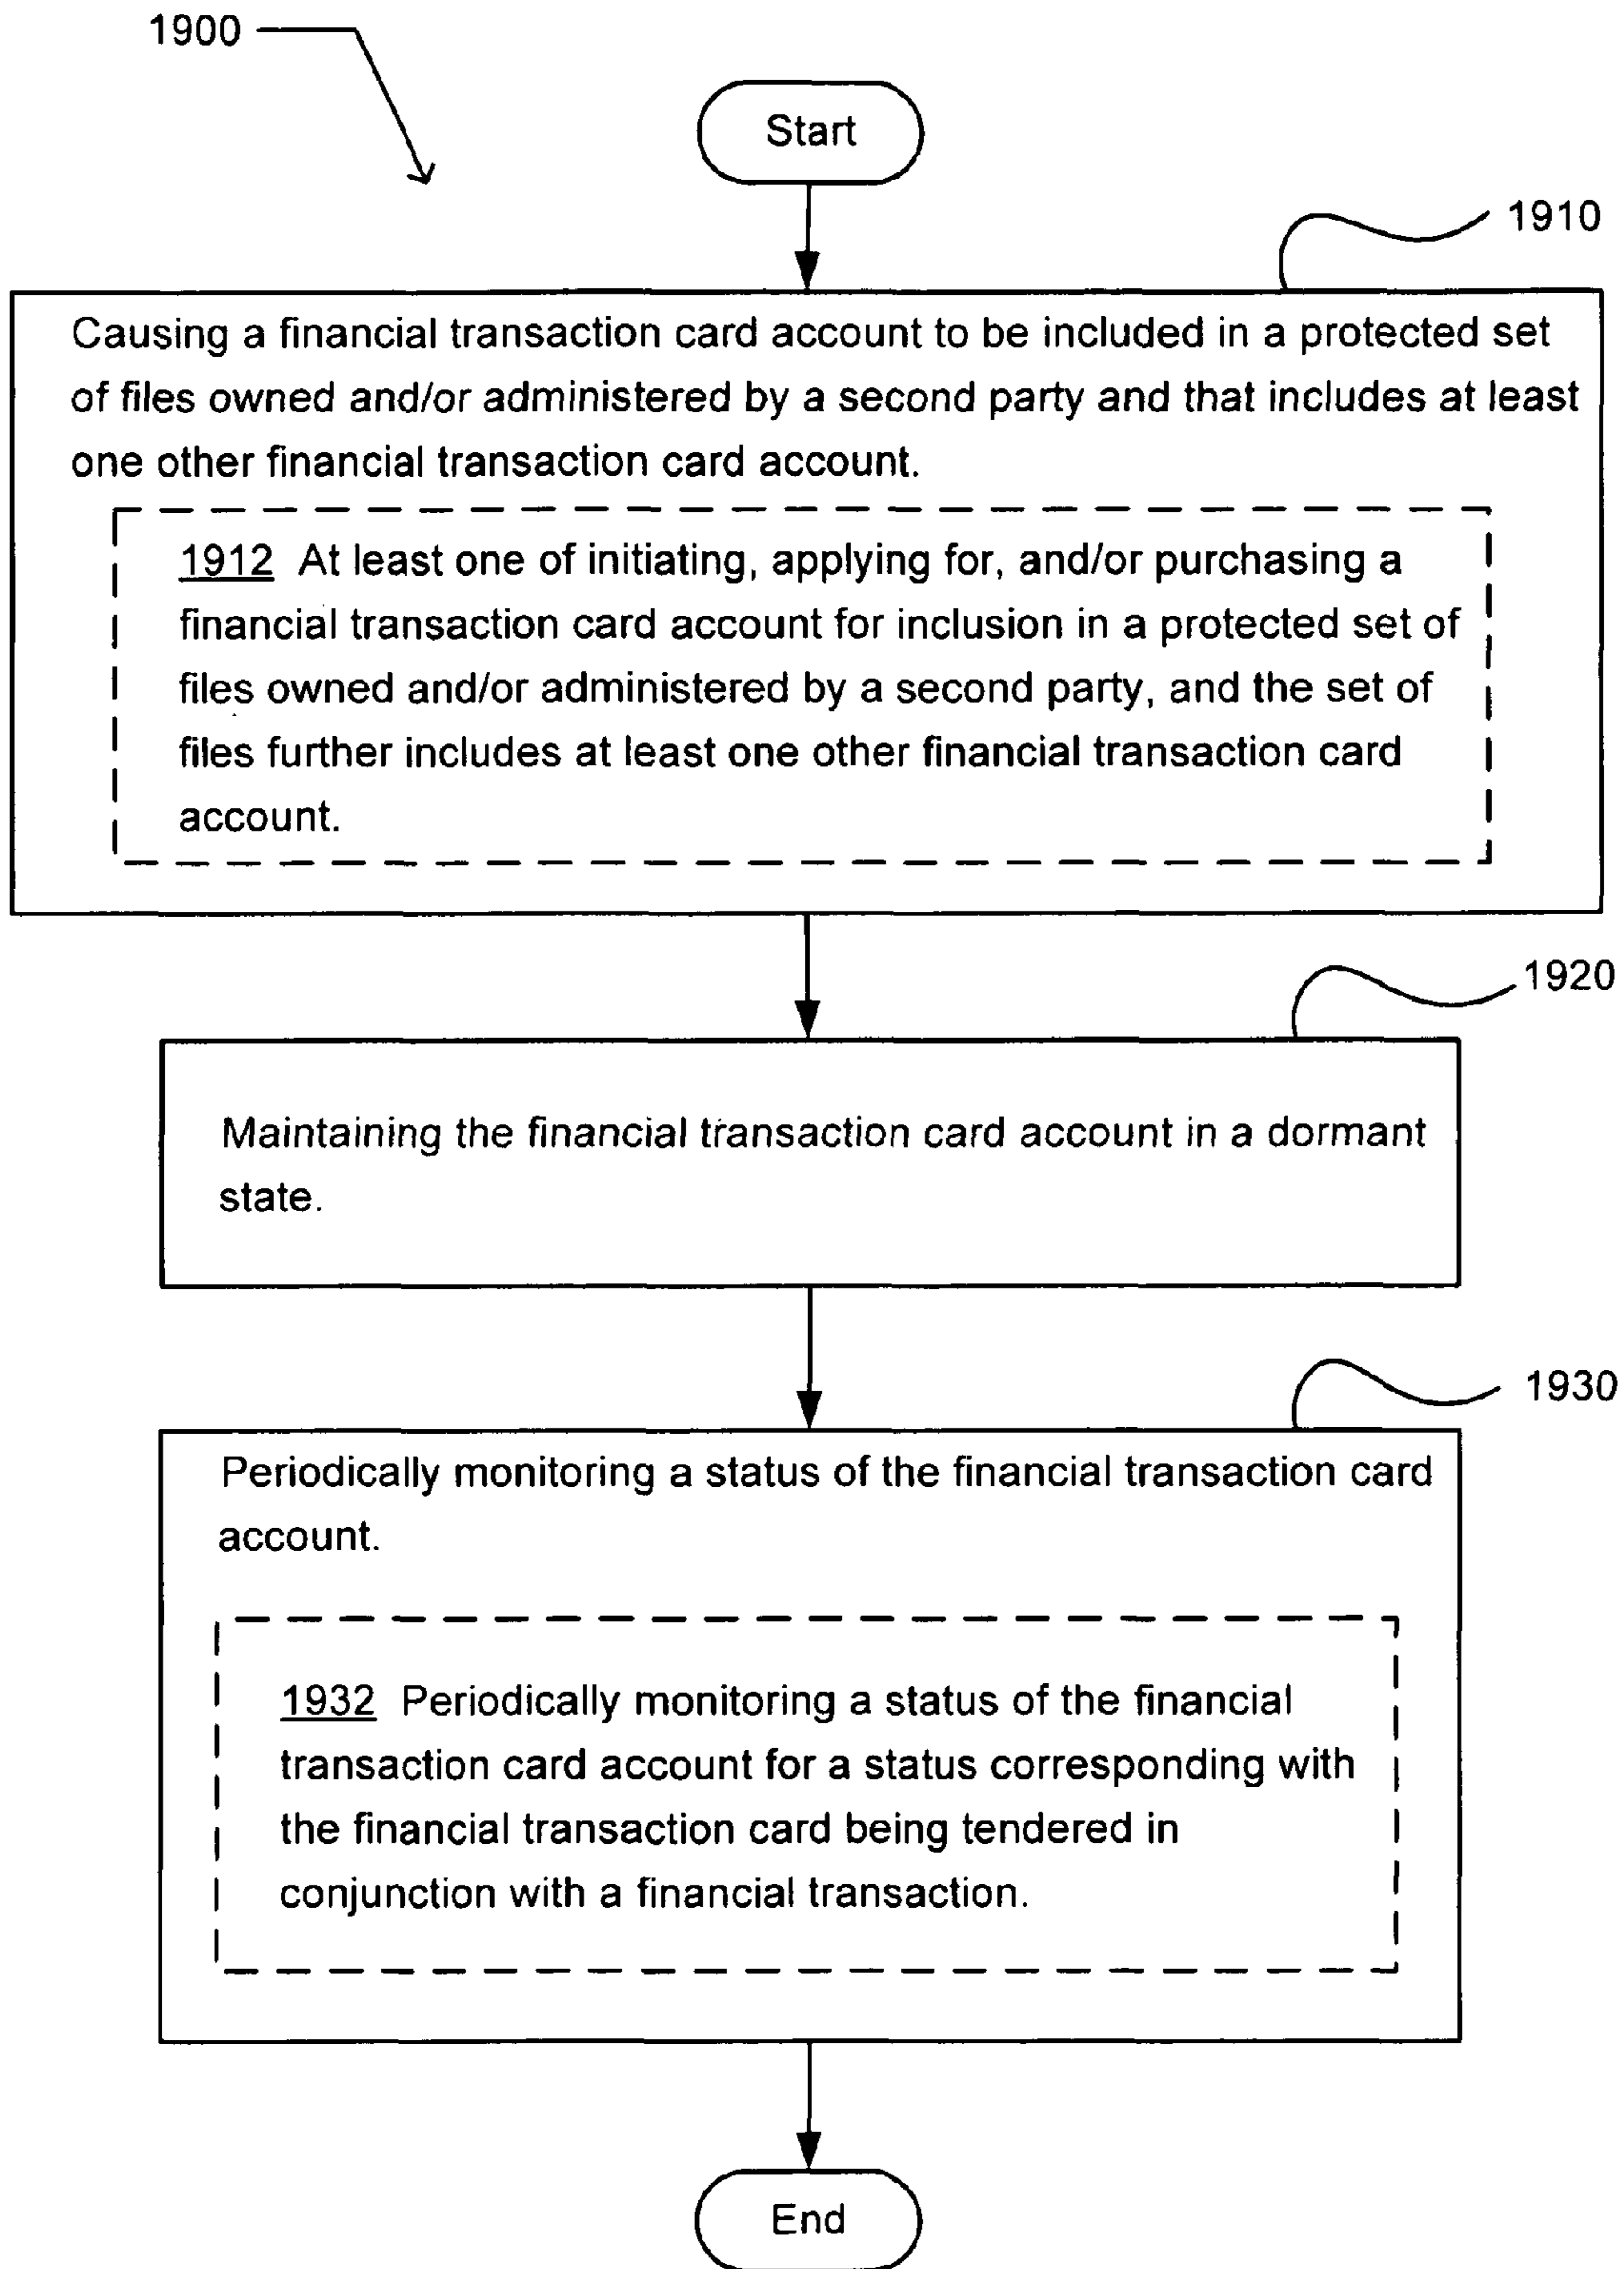 1900
Start
1910
Causing a financial transaction card account to be included in a protected set
of files owned and/or administered by a second party and that includes at least
one other financial transaction card account.
1912 At least one of initiating, applying for, and/or purchasing a
financial transaction card account for inclusion in a protected set of
files owned and/or administered by a second party, and the set of
files further includes at least one other financial transaction card
account.
1920
Maintaining the financial transaction card account in a dormant
state.
1930
Periodically monitoring a status of the financial transaction card
account.
1932 Periodically monitoring a status of the financial
transaction card account for a status corresponding with
the financial transaction card being tendered in
conjunction with a financial transaction.
End